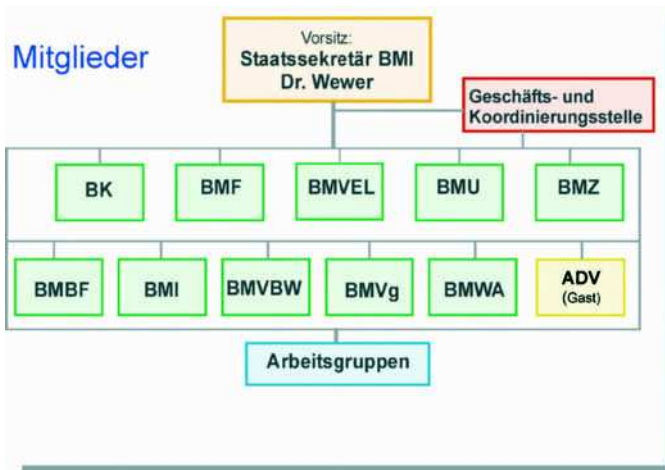 Mitglieder
Vorsitz:
Staatssekretär BMI
Dr. Wewer
Geschäfts- und
Koordinierungsstelle
BK
BMF
BMVEL
BMU
BMZ
BMBF
BMI
BMVBW
BMVg
BMWA
ADV
(Gast)
Arbeitsgruppen